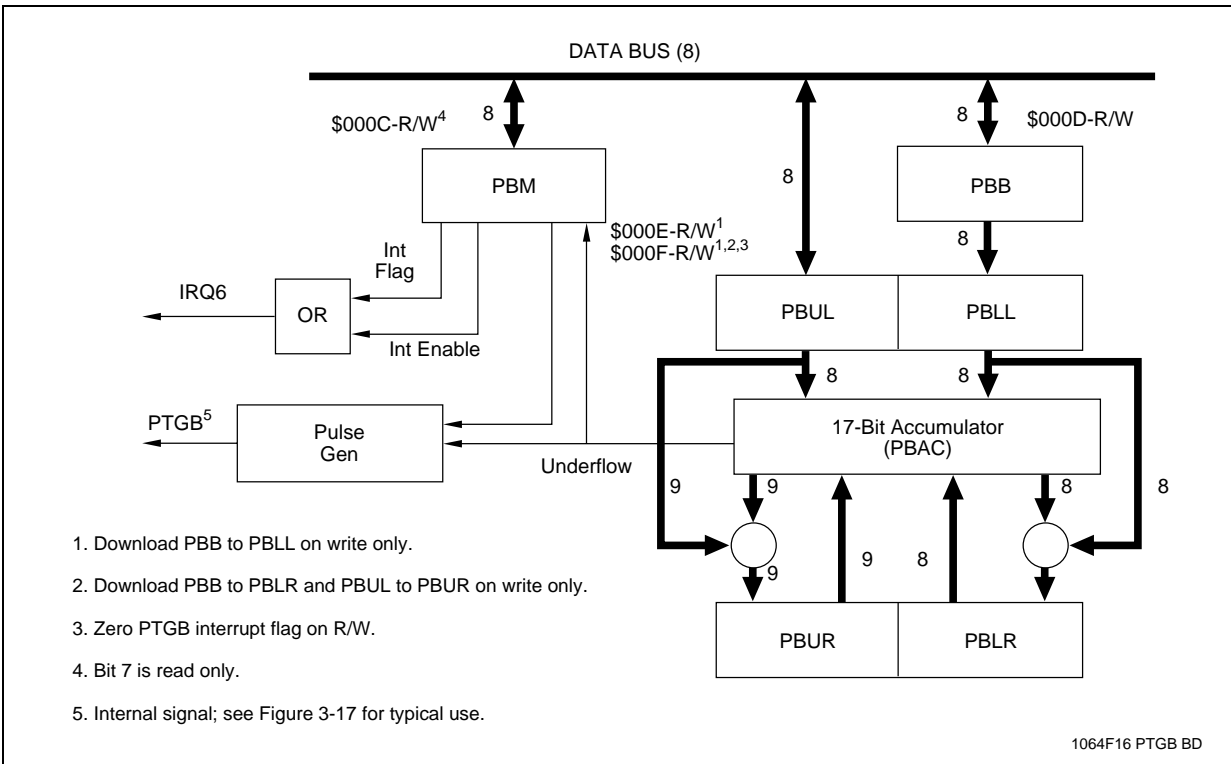 DATA BUS (8)
$000C-R/W4
8
8
8
$000D-R/W
PBM
PBB
8
$000E-R/W1
$000F-R/W1,2,3
8
Int
Flag
IRQ6
OR
Int Enable
PBUL
PBLL
8
8
PTGB5
Pulse
Gen
17-Bit Accumulator
(PBAC)
Underflow
9
9
8
8
9
8
9
PBUR
PBLR
1. Download PBB to PBLL on write only.
2. Download PBB to PBLR and PBUL to PBUR on write only.
3. Zero PTGB interrupt flag on R/W.
4. Bit 7 is read only.
5. Internal signal; see Figure 3-17 for typical use.
1064F16 PTGB BD